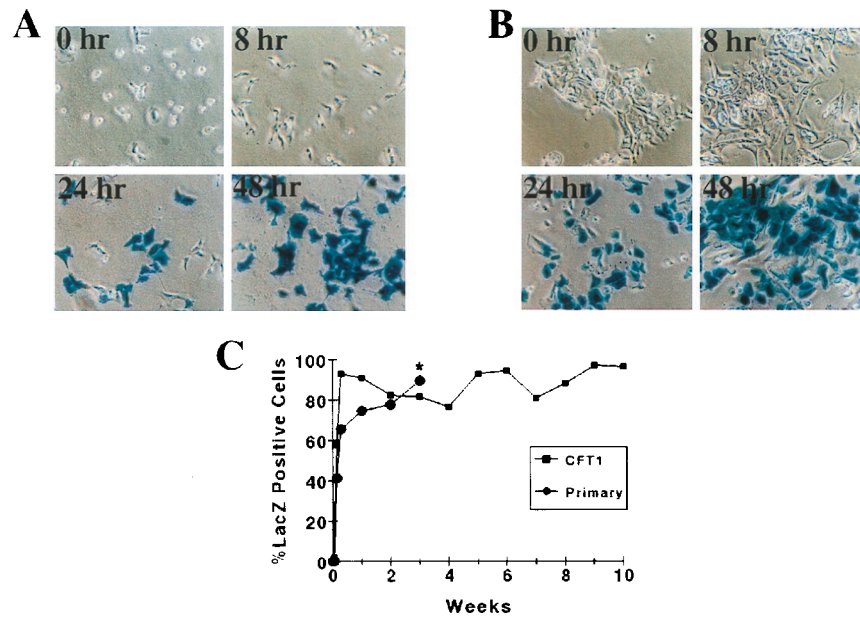 A
0 hr
8 hr
24 hr
48 hr
B
0 hr
8 hr
24 hr
48 hr
C
% LacZ Positive Cells
100
80
60
40
20
0
*
CFT1
Primary
0
2
4
6
8
10
Weeks